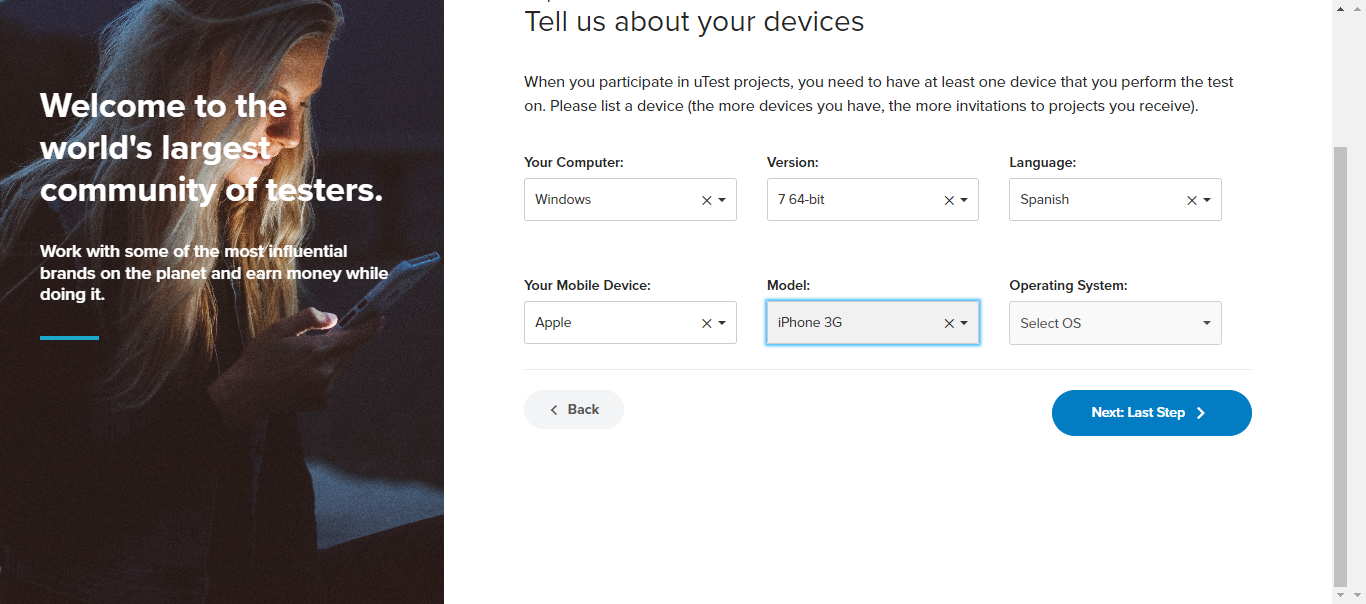 Welcome to the
world's largest
community of testers.
Work with some of the most influential
brands on the planet and earn money while
doing it.
Tell us about your devices
When you participate in uTest projects, you need to have at least one device that you perform the test
on. Please list a device (the more devices you have, the more invitations to projects you receive).
Your Computer: Version: Language:
Windows 7 64-bit Spanish
Your Mobile Device: Model: Operating System:
Apple iPhone 3G Select OS
Back Next: Last Step